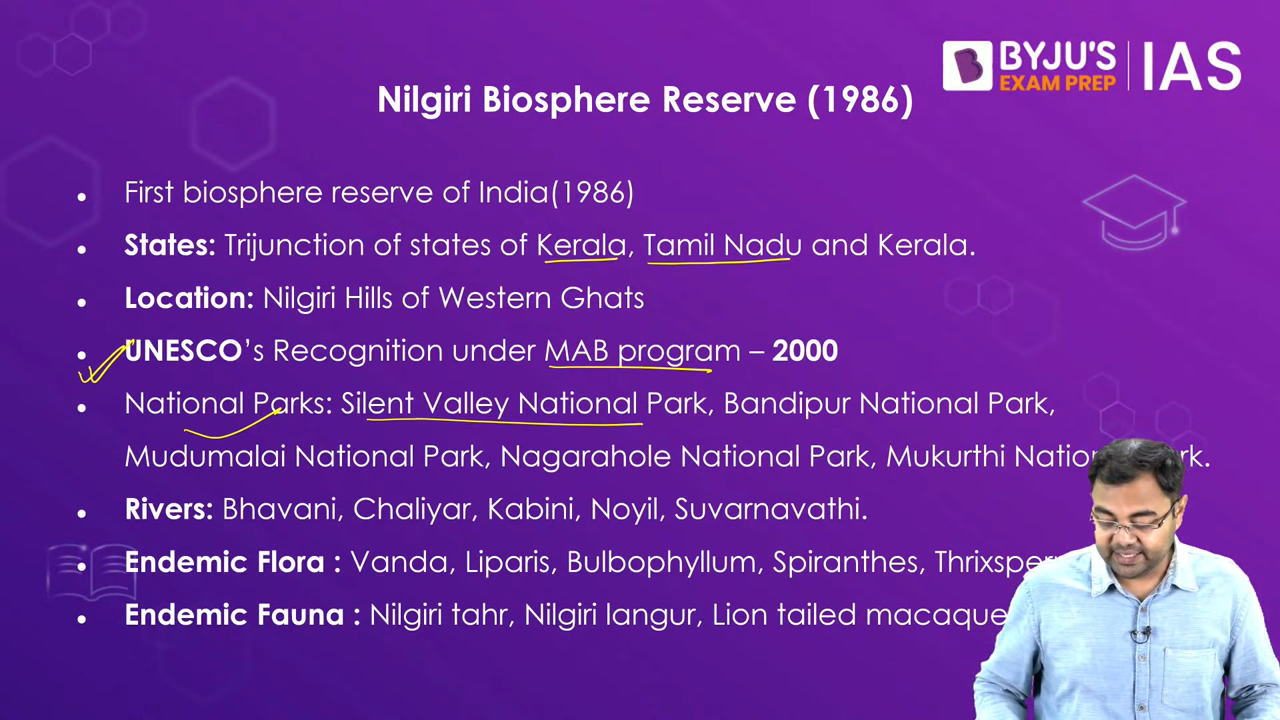 BYJU'S
EXAM PREP
IAS
Nilgiri Biosphere Reserve (1986)
• First biosphere reserve of India(1986)
• States: Trijunction of states of Kerala, Tamil Nadu and Kerala.
• Location: Nilgiri Hills of Western Ghats
• UNESCO's Recognition under MAB program – 2000
• National Parks: Silent Valley National Park, Bandipur National Park,
Mudumalai National Park, Nagarahole National Park, Mukurthi
• Rivers: Bhavani, Chaliyar, Kabini, Noyil, Suvarnavathi.
• Endemic Flora : Vanda, Liparis, Bulbophyllum, Spiranthes,
• Endemic Fauna : Nilgiri tahr, Nilgiri langur, Lion tailed macaque